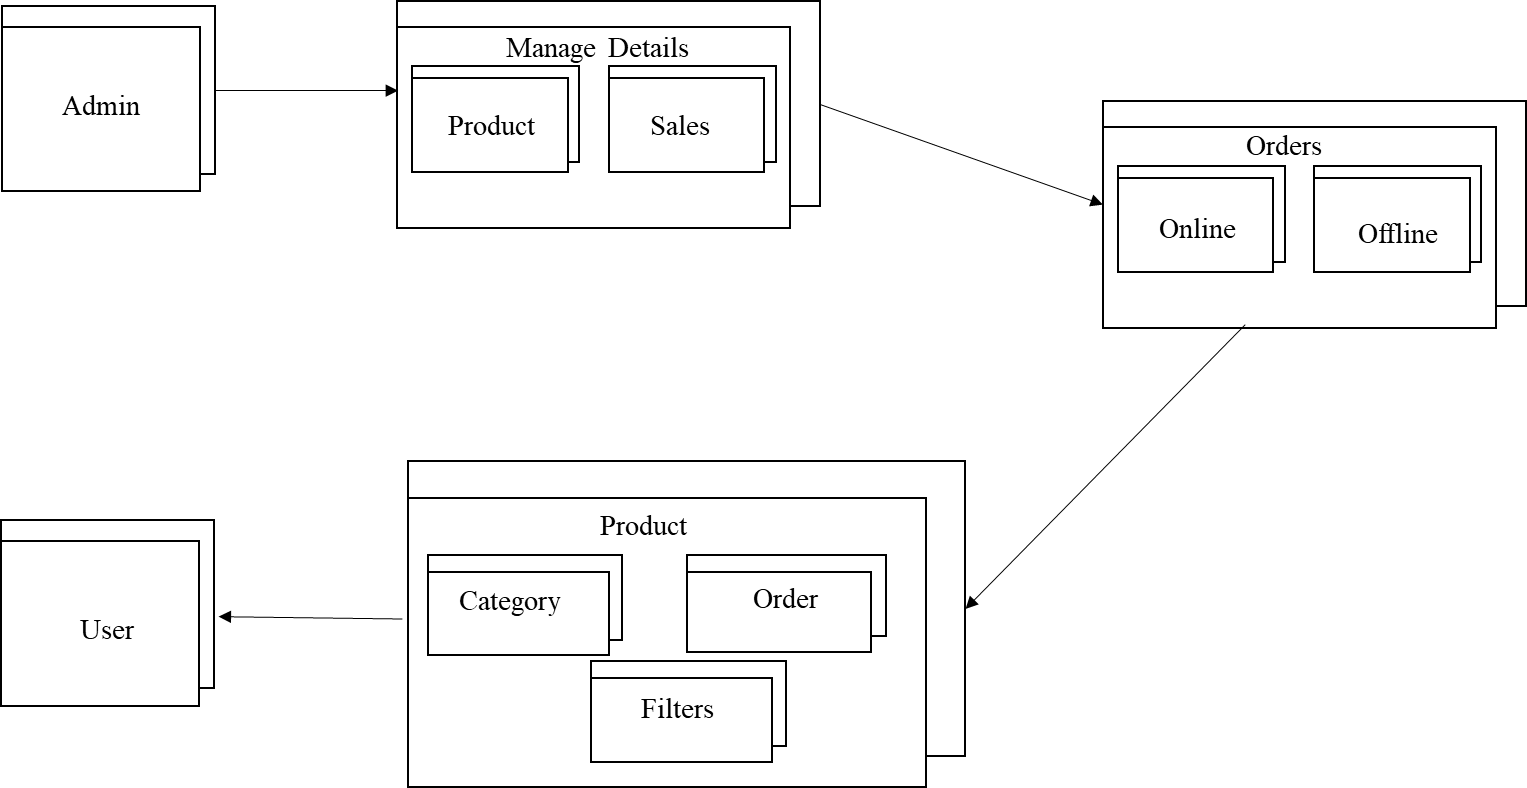 Admin
Manage Details
Product
Sales
Orders
Online
Offline
Product
Category
Order
Filters
User